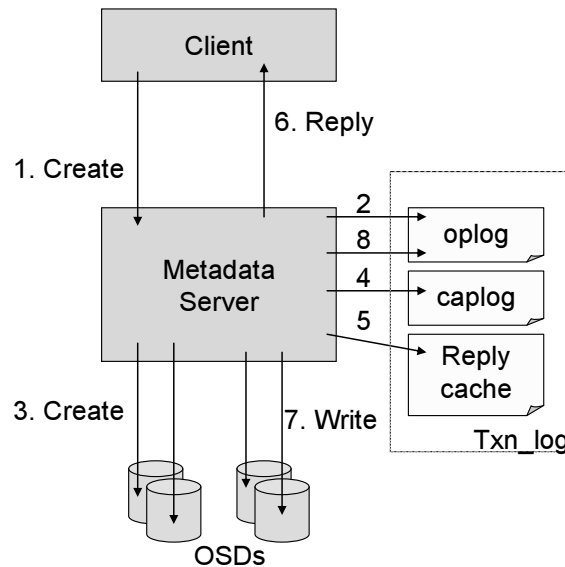 Client
6. Reply
1. Create
2
oplog
8
Metadata
Server
4
caplog
5
Reply
cache
3. Create
7. Write
Txn_log
OSDs